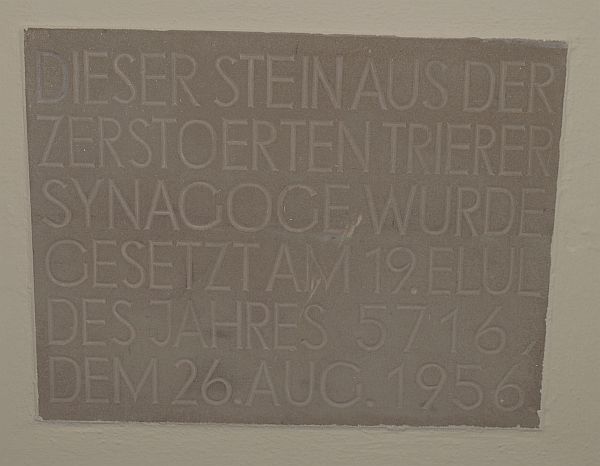 DIESER STEIN AUS DER
ZERSTOERTEN TRIERER
SYNAGOGE WURDE
GESETZT AM 19. ELUL
DES JAHRES 5716,
DEM 26. AUG. 1956